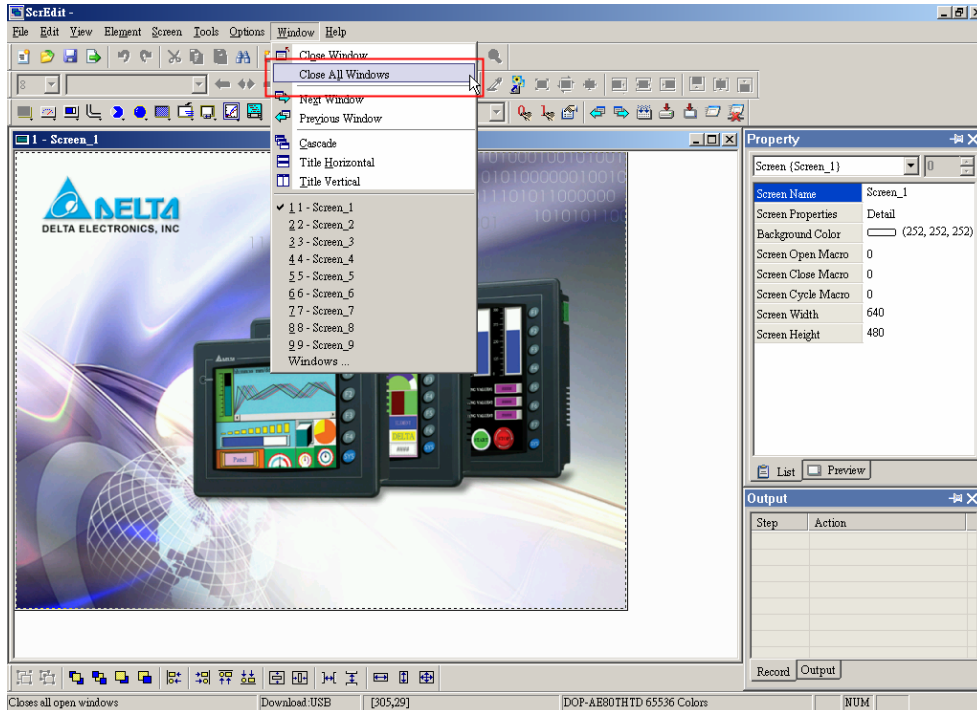 ScrEdit -
File Edit View Element Screen Tools Options Window Help
Close Window
Close All Windows
Next Window
Previous Window
Cascade
Title Horizontal
Title Vertical
1 1 - Screen_1
2 2 - Screen_2
3 3 - Screen_3
4 4 - Screen_4
5 5 - Screen_5
6 6 - Screen_6
7 7 - Screen_7
8 8 - Screen_8
9 9 - Screen_9
Windows ...
8
1 - Screen_1
DELTA
DELTA ELECTRONICS, INC
DELTA
Panel
START
Property
Screen {Screen_1}
0
Screen Name Screen_1
Screen Properties Detail
Background Color (252, 252, 252)
Screen Open Macro 0
Screen Close Macro 0
Screen Cycle Macro 0
Screen Width 640
Screen Height 480
List Preview
Output
Step Action
Record Output
Closes all open windows Download:USB [305,29] DOP-AE80THTD 65536 Colors NUM